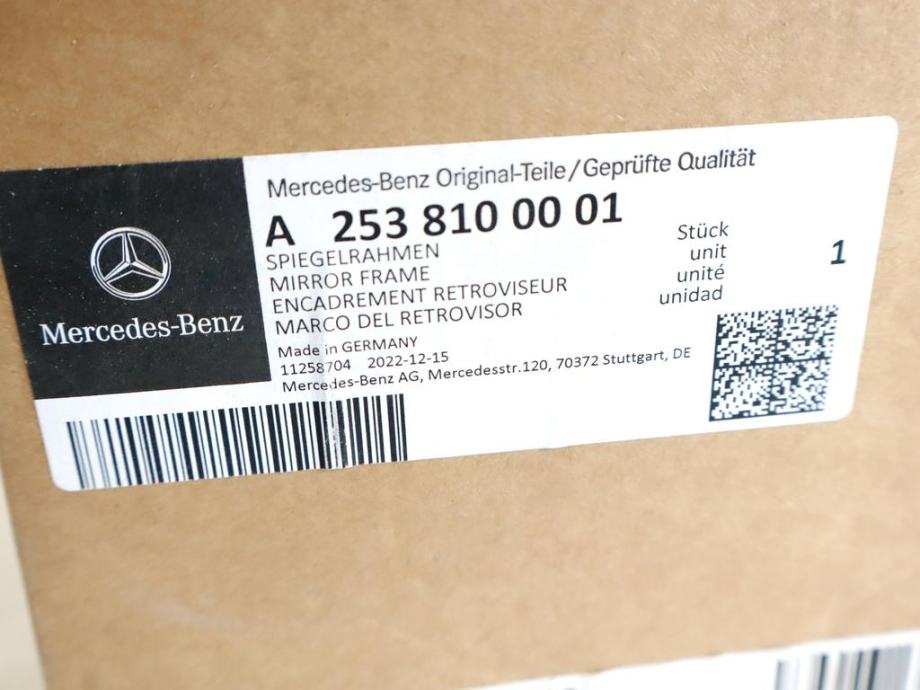 Mercedes-Benz Original-Teile/Geprüfte Qualität
A 253 810 00 01
SPIEGELRAHMEN
MIRROR FRAME
ENCADREMENT RETROVISEUR
MARCO DEL RETROVISOR
Stück
unit
unité
unidad
1
Mercedes-Benz
Made in GERMANY
11258704 2022-12-15
Mercedes-Benz AG, Mercedesstr.120, 70372 Stuttgart, DE